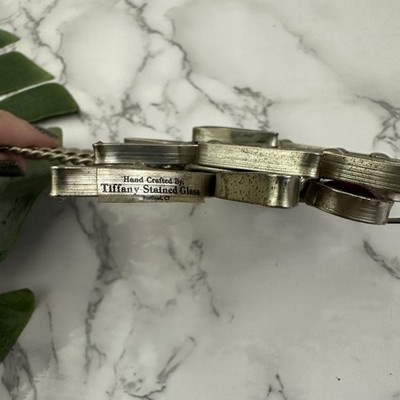 Hand Crafted By
Tiffany Stained Glass